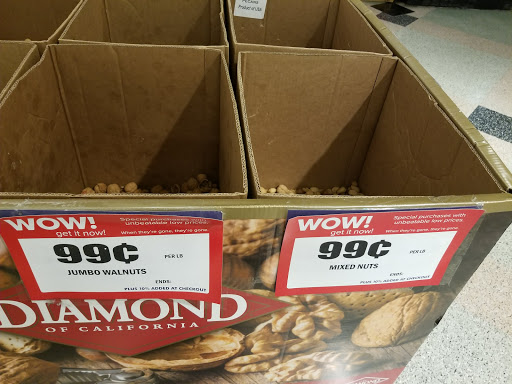 Product of USA
WOW!
get it now!
Special purchases with
unbeatable low prices.
When they're gone, they're gone.
99¢ PER LB
JUMBO WALNUTS
ENDS:
PLUS 10% ADDED AT CHECKOUT
WOW!
get it now!
Special purchases with
unbeatable low prices.
When they're gone, they're gone.
99¢ PER LB
MIXED NUTS
ENDS:
PLUS 10% ADDED AT CHECKOUT
DIAMOND
OF CALIFORNIA